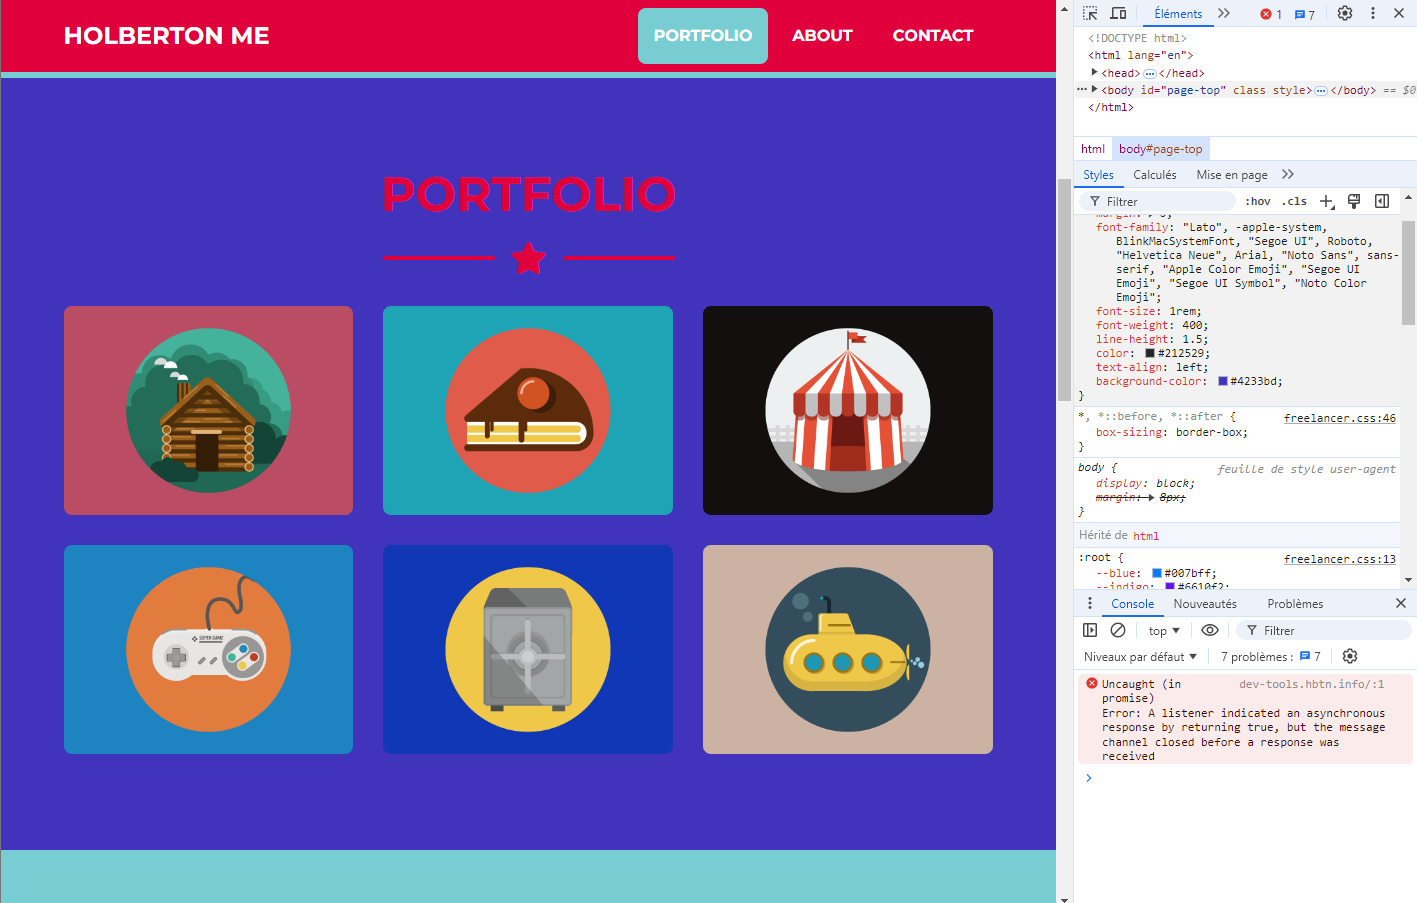 HOLBERTON ME
PORTFOLIO ABOUT CONTACT
PORTFOLIO
SUPER GAME
Éléments 1 7
<!DOCTYPE html>
<html lang="en">
<head> </head>
<body id="page-top" class style> </body> == $0
</html>
html body#page-top
Styles Calculés Mise en page
Filtrer :hov .cls
font-family: "Lato", -apple-system,
BlinkMacSystemFont, "Segoe UI", Roboto,
"Helvetica Neue", Arial, "Noto Sans", sans-
serif, "Apple Color Emoji", "Segoe UI
Emoji", "Segoe UI Symbol", "Noto Color
Emoji";
font-size: 1rem;
font-weight: 400;
line-height: 1.5;
color: #212529;
text-align: left;
background-color: #4233bd;
}
*, *::before, *::after { freelancer.css:46
box-sizing: border-box;
}
body { feuille de style user-agent
display: block;
margin: 8px;
}
Hérité de html
:root { freelancer.css:13
--blue: #007bff;
--indigo: #6610f2;
Console Nouveautés Problèmes
top Filtrer
Niveaux par défaut 7 problèmes : 7
Uncaught (in dev-tools.hbtn.info/:1
promise)
Error: A listener indicated an asynchronous
response by returning true, but the message
channel closed before a response was
received